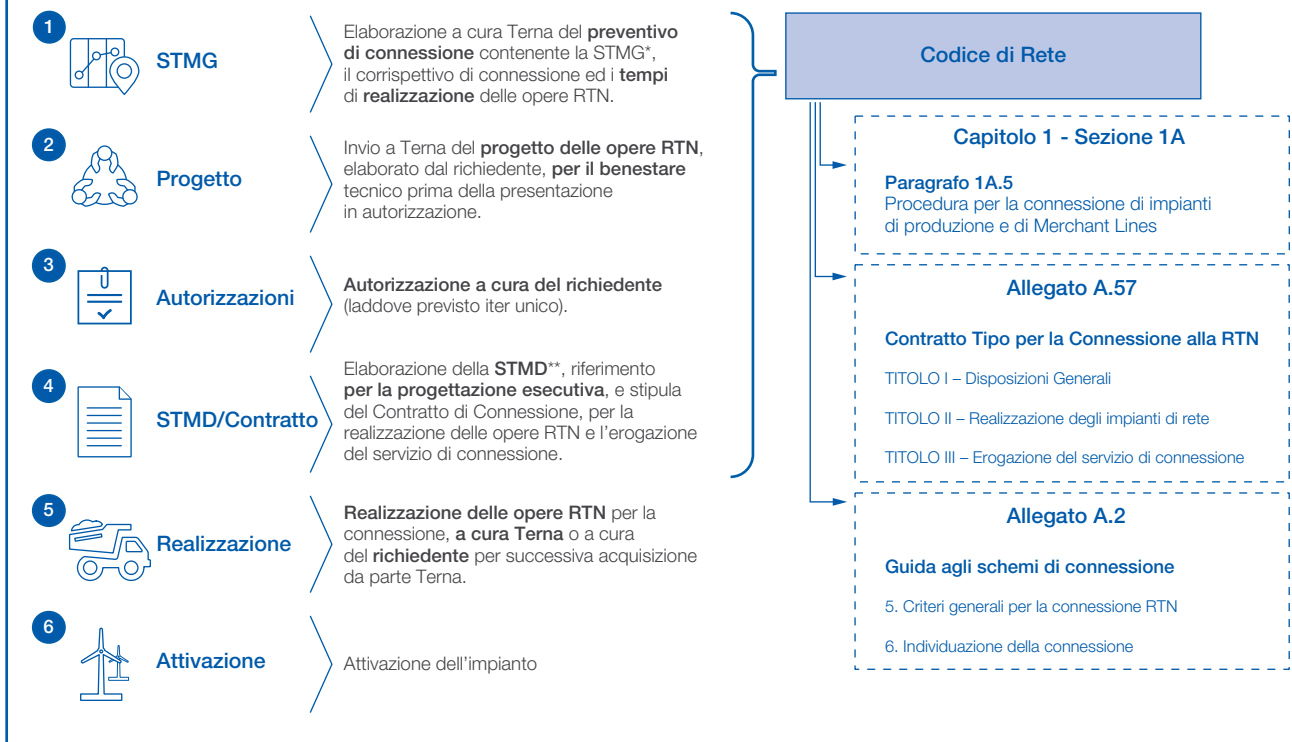 1
STMG
Elaborazione a cura Terna del preventivo
di connessione contenente la STMG*,
il corrispettivo di connessione ed i tempi
di realizzazione delle opere RTN.
2
Progetto
Invio a Terna del progetto delle opere RTN,
elaborato dal richiedente, per il benestare
tecnico prima della presentazione
in autorizzazione.
3
Autorizzazioni
Autorizzazione a cura del richiedente
(laddove previsto iter unico).
4
STMD/Contratto
Elaborazione della STMD**, riferimento
per la progettazione esecutiva, e stipula
del Contratto di Connessione, per la
realizzazione delle opere RTN e l'erogazione
del servizio di connessione.
5
Realizzazione
Realizzazione delle opere RTN per la
connessione, a cura Terna o a cura
del richiedente per successiva acquisizione
da parte Terna.
6
Attivazione
Attivazione dell'impianto
Codice di Rete
Capitolo 1 - Sezione 1A
Paragrafo 1A.5
Procedura per la connessione di impianti
di produzione e di Merchant Lines
Allegato A.57
Contratto Tipo per la Connessione alla RTN
TITOLO I – Disposizioni Generali
TITOLO II – Realizzazione degli impianti di rete
TITOLO III – Erogazione del servizio di connessione
Allegato A.2
Guida agli schemi di connessione
5. Criteri generali per la connessione RTN
6. Individuazione della connessione